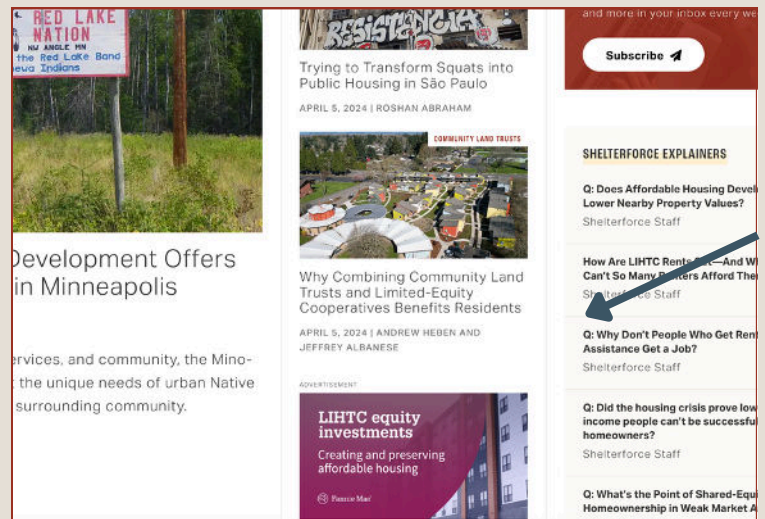 RED LAKE
NATION
NW ANGLE MN
the Red Lake Band
Indians
Development Offers
in Minneapolis
services, and community, the Mino-
the unique needs of urban Native
surrounding community.
RESISTENCIA
Trying to Transform Squats into
Public Housing in São Paulo
APRIL 5, 2024 | ROSHAN ABRAHAM
COMMUNITY LAND TRUSTS
Why Combining Community Land
Trusts and Limited-Equity
Cooperatives Benefits Residents
APRIL 5, 2024 | ANDREW HEBEN AND
JEFFREY ALBANESE
ADVERTISEMENT
LIHTC equity
investments
Creating and preserving
affordable housing
Fannie Mae
and more in your inbox every we
Subscribe
SHELTERFORCE EXPLAINERS
Q: Does Affordable Housing Devel
Lower Nearby Property Values?
Shelterforce Staff
How Are LIHTC Rents Set—And W
Can't So Many Renters Afford The
Shelterforce Staff
Q: Why Don't People Who Get Rent
Assistance Get a Job?
Shelterforce Staff
Q: Did the housing crisis prove low
income people can't be successful
homeowners?
Shelterforce Staff
Q: What's the Point of Shared-Equi
Homeownership in Weak Market A